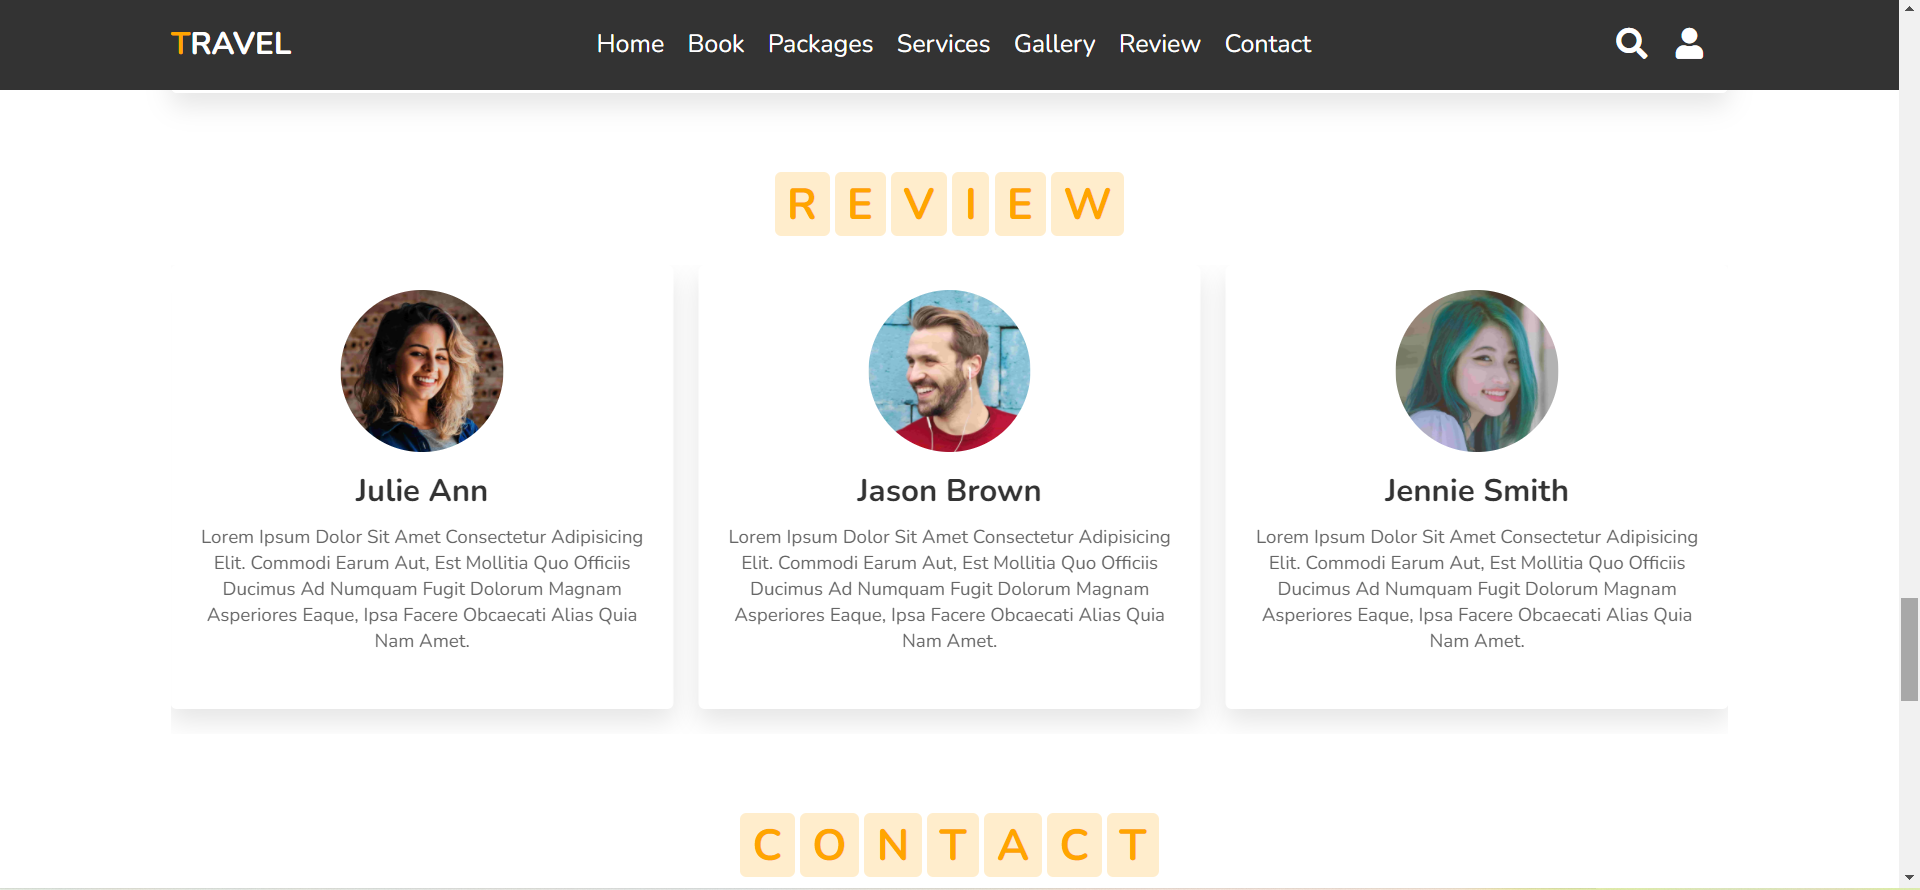 TRAVEL Home Book Packages Services Gallery Review Contact
REVIEW
Julie Ann
Lorem Ipsum Dolor Sit Amet Consectetur Adipisicing
Elit. Commodi Earum Aut, Est Mollitia Quo Officiis
Ducimus Ad Numquam Fugit Dolorum Magnam
Asperiores Eaque, Ipsa Facere Obcaecati Alias Quia
Nam Amet.
Jason Brown
Lorem Ipsum Dolor Sit Amet Consectetur Adipisicing
Elit. Commodi Earum Aut, Est Mollitia Quo Officiis
Ducimus Ad Numquam Fugit Dolorum Magnam
Asperiores Eaque, Ipsa Facere Obcaecati Alias Quia
Nam Amet.
Jennie Smith
Lorem Ipsum Dolor Sit Amet Consectetur Adipisicing
Elit. Commodi Earum Aut, Est Mollitia Quo Officiis
Ducimus Ad Numquam Fugit Dolorum Magnam
Asperiores Eaque, Ipsa Facere Obcaecati Alias Quia
Nam Amet.
CONTACT